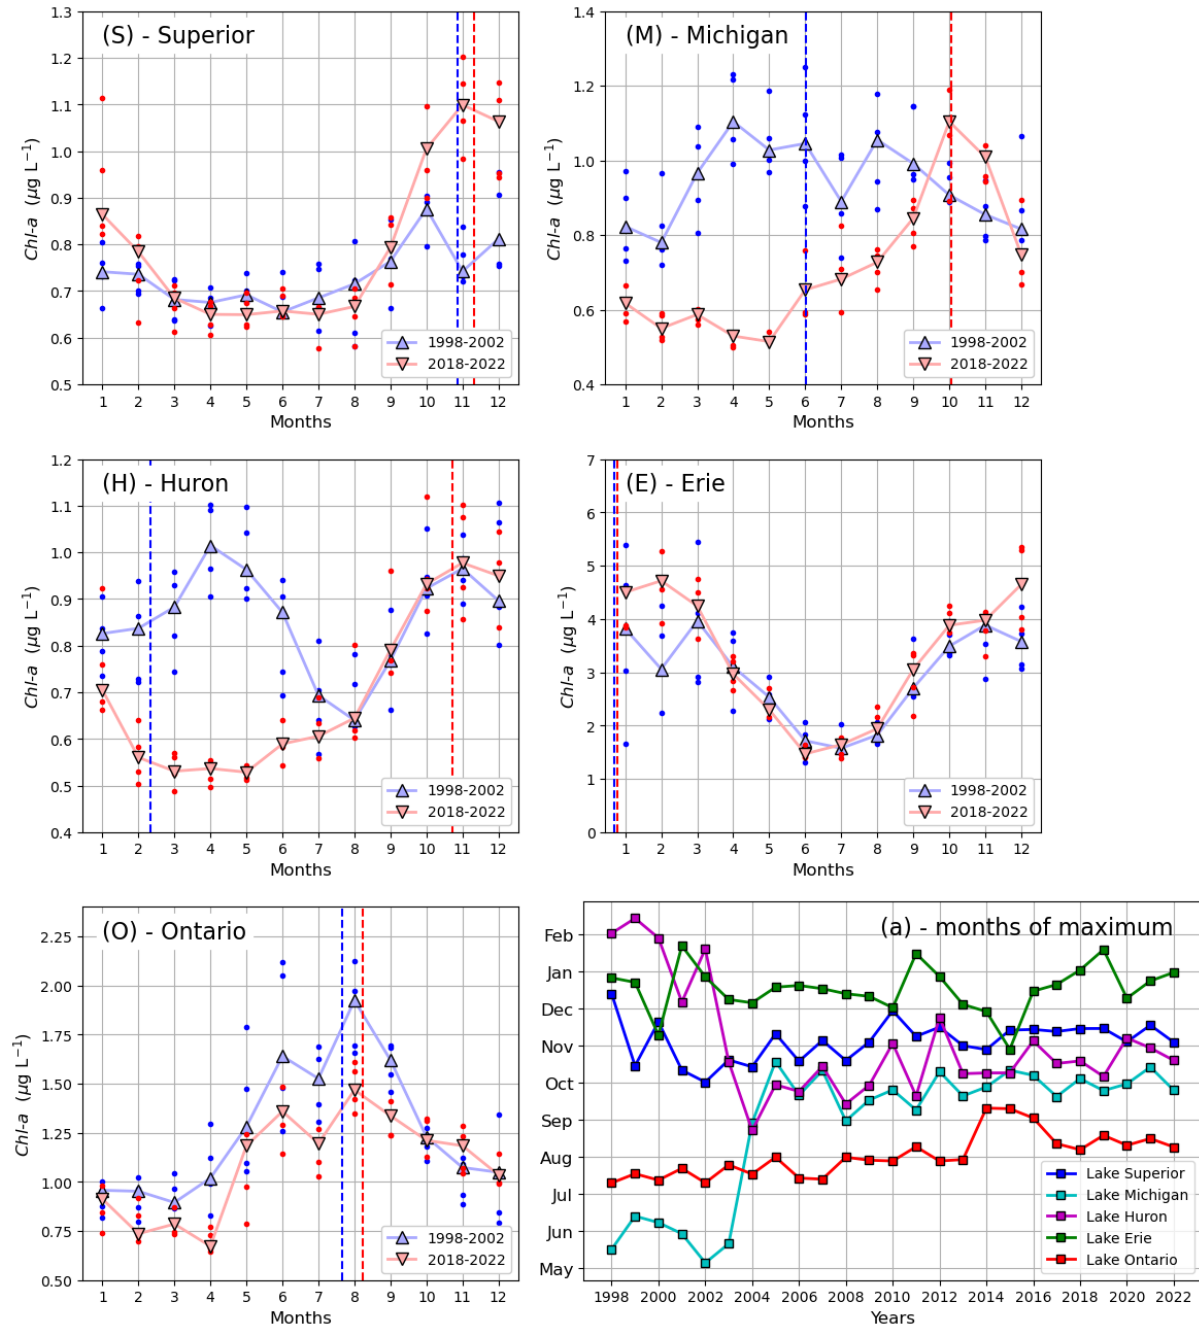 (S) - Superior
1.3
1.2
1.1
1.0
0.9
0.8
0.7
0.6
0.5
Chl-a (μg L⁻¹)
1998-2002
2018-2022
1 2 3 4 5 6 7 8 9 10 11 12
Months
(M) - Michigan
1.4
1.2
1.0
0.8
0.6
0.4
Chl-a (μg L⁻¹)
1998-2002
2018-2022
1 2 3 4 5 6 7 8 9 10 11 12
Months
(H) - Huron
1.2
1.1
1.0
0.9
0.8
0.7
0.6
0.5
0.4
Chl-a (μg L⁻¹)
1998-2002
2018-2022
1 2 3 4 5 6 7 8 9 10 11 12
Months
(E) - Erie
7
6
5
4
3
2
1
0
Chl-a (μg L⁻¹)
1998-2002
2018-2022
1 2 3 4 5 6 7 8 9 10 11 12
Months
(O) - Ontario
2.25
2.00
1.75
1.50
1.25
1.00
0.75
0.50
Chl-a (μg L⁻¹)
1998-2002
2018-2022
1 2 3 4 5 6 7 8 9 10 11 12
Months
(a) - months of maximum
Feb
Jan
Dec
Nov
Oct
Sep
Aug
Jul
Jun
May
Lake Superior
Lake Michigan
Lake Huron
Lake Erie
Lake Ontario
1998 2000 2002 2004 2006 2008 2010 2012 2014 2016 2018 2020 2022
Years